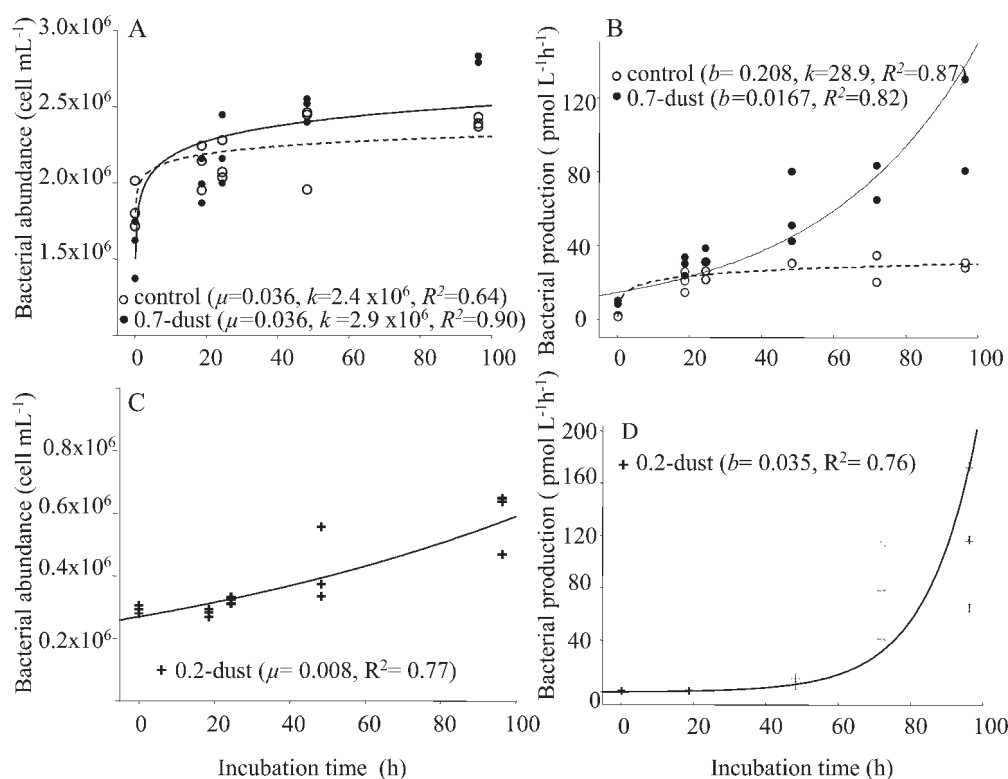 A
Bacterial abundance (cell mL-1)
3.0x10⁶
2.5x10⁶
2.0x10⁶
1.5x10⁶
control (μ=0.036, k=2.4 x10⁶, R²=0.64)
0.7-dust (μ=0.036, k=2.9 x10⁶, R²=0.90)
0 20 40 60 80 100
B
Bacterial production ( pmol L-1h-1)
120
80
40
0
control (b= 0.208, k=28.9, R²=0.87)
0.7-dust (b=0.0167, R²=0.82)
0 20 40 60 80 100
C
Bacterial abundance (cell mL-1)
0.8x10⁶
0.6x10⁶
0.4x10⁶
0.2x10⁶
0.2-dust (μ= 0.008, R²= 0.77)
0 20 40 60 80 100
Incubation time (h)
D
Bacterial production ( pmol L-1h-1)
200
160
120
80
40
0
0.2-dust (b= 0.035, R²= 0.76)
0 20 40 60 80 100
Incubation time (h)